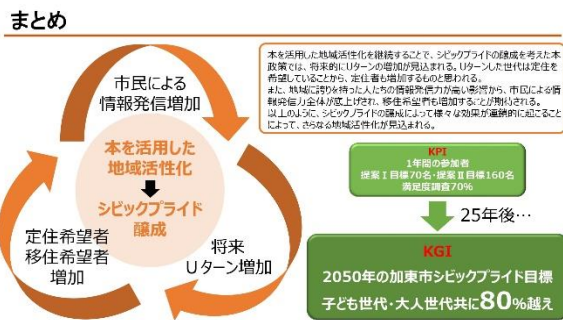 まとめ
本を活用した地域活性化を継続することで、シビックプライドの醸成を考えた本
政策では、将来的にUターンの増加が見込まれる。Uターンした世代は定住を
希望していることから、定住者も増加するものと思われる。
また、地域に誇りを持った人たちの情報発信力が高い影響から、市民による情
報発信力全体が底上げされ、移住希望者も増加することが期待される。
以上のように、シビックプライドの醸成によって様々な効果が連鎖的に起こること
によって、さらなる地域活性化が見込まれる。
市民による
情報発信増加
本を活用した
地域活性化
シビックプライド
醸成
定住希望者
移住希望者
増加
将来
Uターン増加
KPI
1年間の参加者
提案Ⅰ目標70名・提案Ⅱ目標160名
満足度調査70%
25年後…
KGI
2050年の加東市シビックプライド目標
子ども世代・大人世代共に80%越え